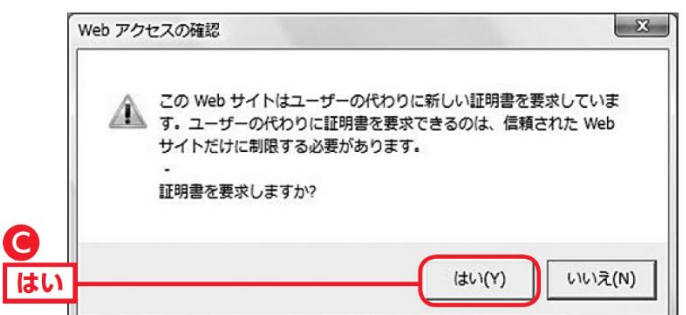 Web アクセスの確認
この Web サイトはユーザーの代わりに新しい証明書を要求していま
す。ユーザーの代わりに証明書を要求できるのは、信頼された Web
サイトだけに制限する必要があります。
-
証明書を要求しますか?
C
はい
はい(Y)
いいえ(N)